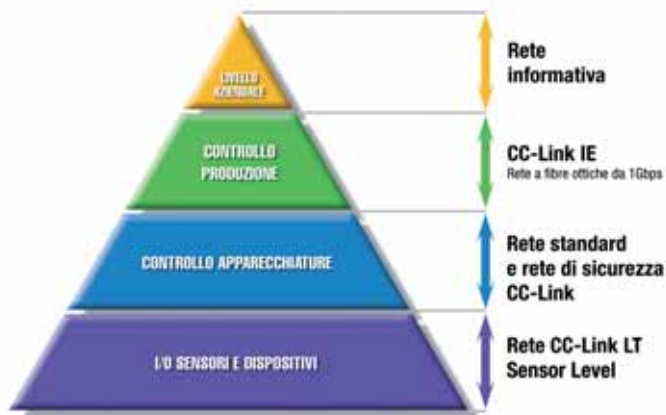 LIVELLO
AZIENDALE
Rete
informativa
CONTROLLO
PRODUZIONE
CC-Link IE
Rete a fibre ottiche da 1Gbps
CONTROLLO APPARECCHIATURE
Rete standard
e rete di sicurezza
CC-Link
I/O SENSORI E DISPOSITIVI
Rete CC-Link LT
Sensor Level